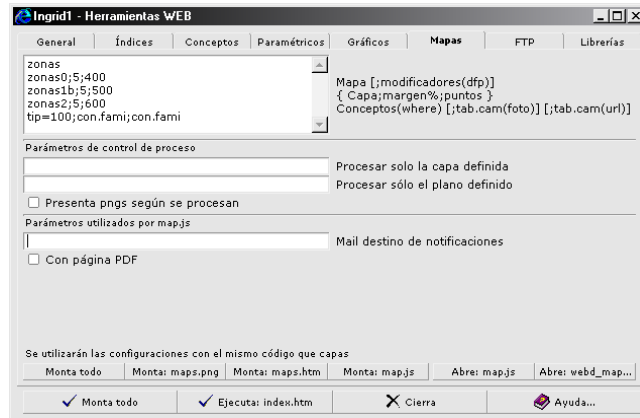 Ingrid1 - Herramientas WEB
General Índices Conceptos Paramétricos Gráficos Mapas FTP Librerías
zonas
zonas0;5;400
zonas1b;5;500
zonas2;5;600
tip=100;con.fami;con.fami
Mapa [;modificadores(dfp)]
{ Capa;margen%;puntos }
Conceptos(where) [;tab.cam(foto)] [;tab.cam(url)]
Parámetros de control de proceso
Procesar solo la capa definida
Procesar sólo el plano definido
Presenta pngs según se procesan
Parámetros utilizados por map.js
Mail destino de notificaciones
Con página PDF
Se utilizarán las configuraciones con el mismo código que capas
Monta todo Monta: maps.png Monta: maps.htm Monta: map.js Abre: map.js Abre: webd_map...
Monta todo Ejecuta: index.htm Cierra Ayuda...